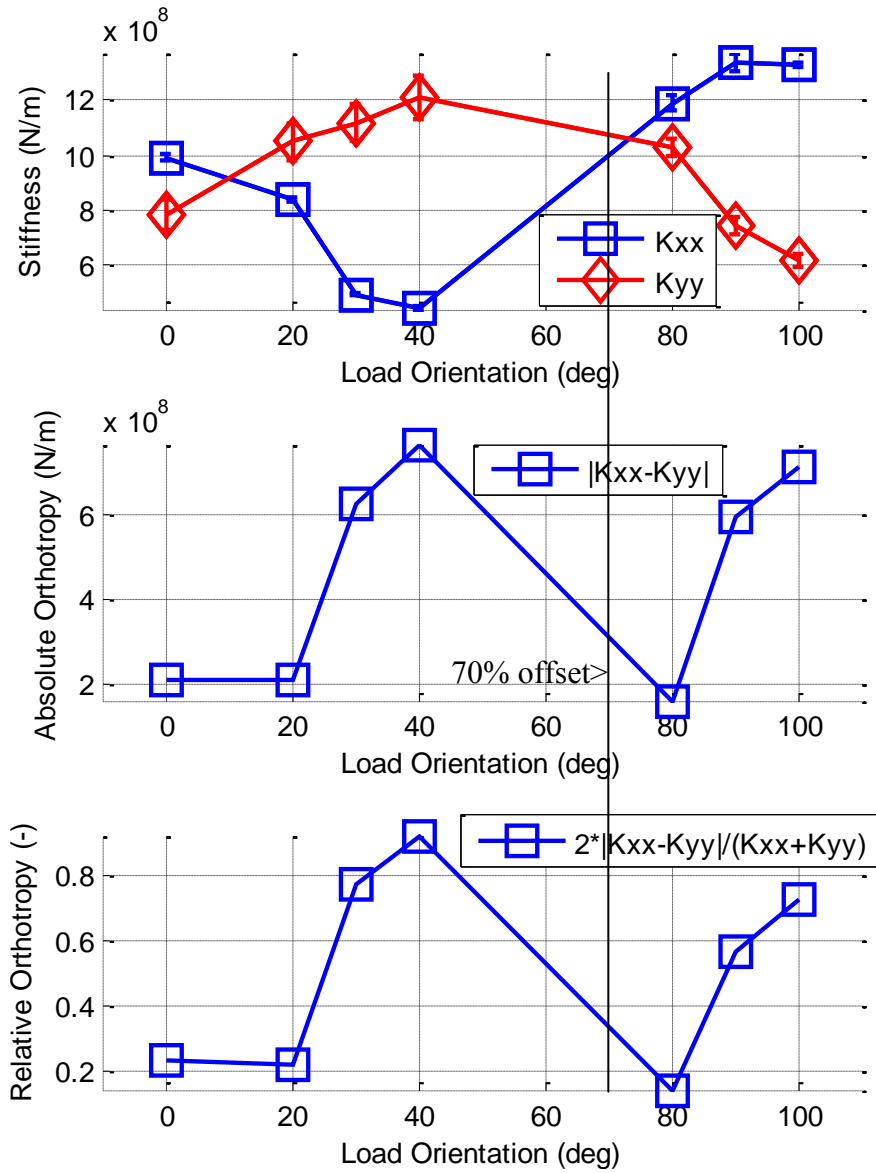 x 10^8
Stiffness (N/m)
12
10
8
6
Kxx
Kyy
0 20 40 60 80 100
Load Orientation (deg)
x 10^8
Absolute Orthotropy (N/m)
6
4
2
|Kxx-Kyy|
70% offset>
0 20 40 60 80 100
Load Orientation (deg)
Relative Orthotropy (-)
0.8
0.6
0.4
0.2
2*|Kxx-Kyy|/(Kxx+Kyy)
0 20 40 60 80 100
Load Orientation (deg)